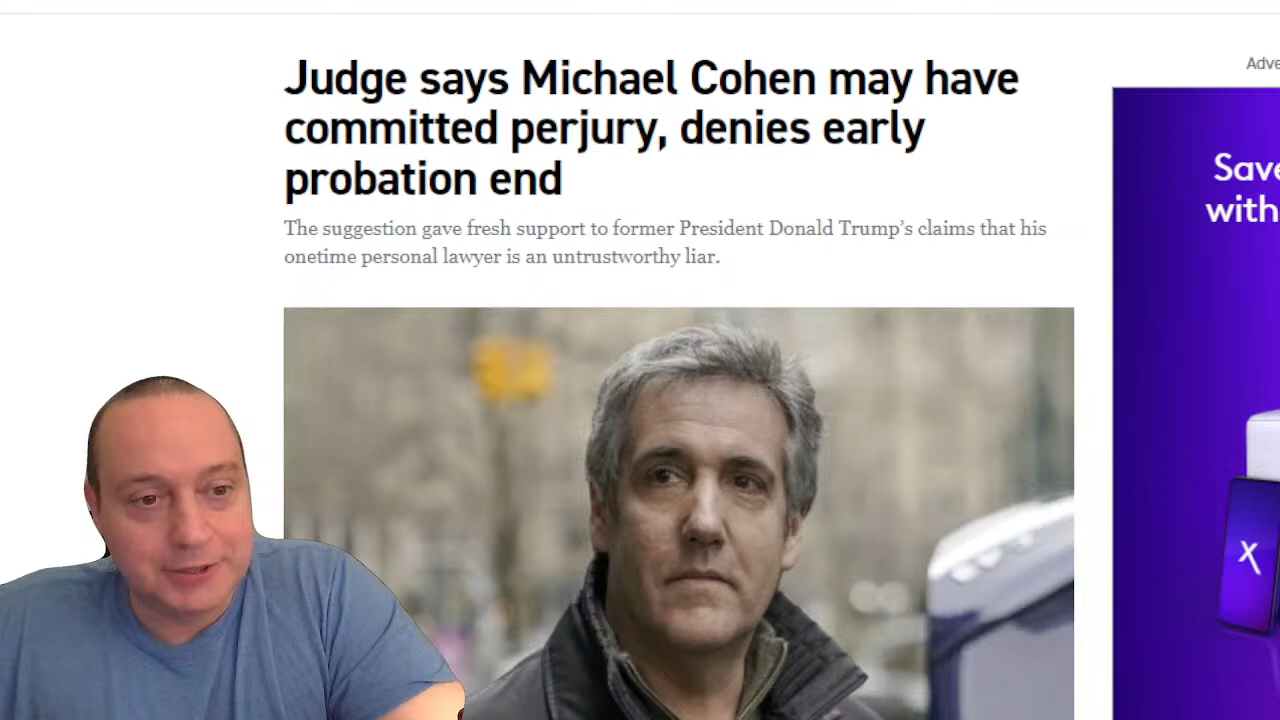 Judge says Michael Cohen may have
committed perjury, denies early
probation end
The suggestion gave fresh support to former President Donald Trump’s claims that his
onetime personal lawyer is an untrustworthy liar.
Adve
Save
with
X